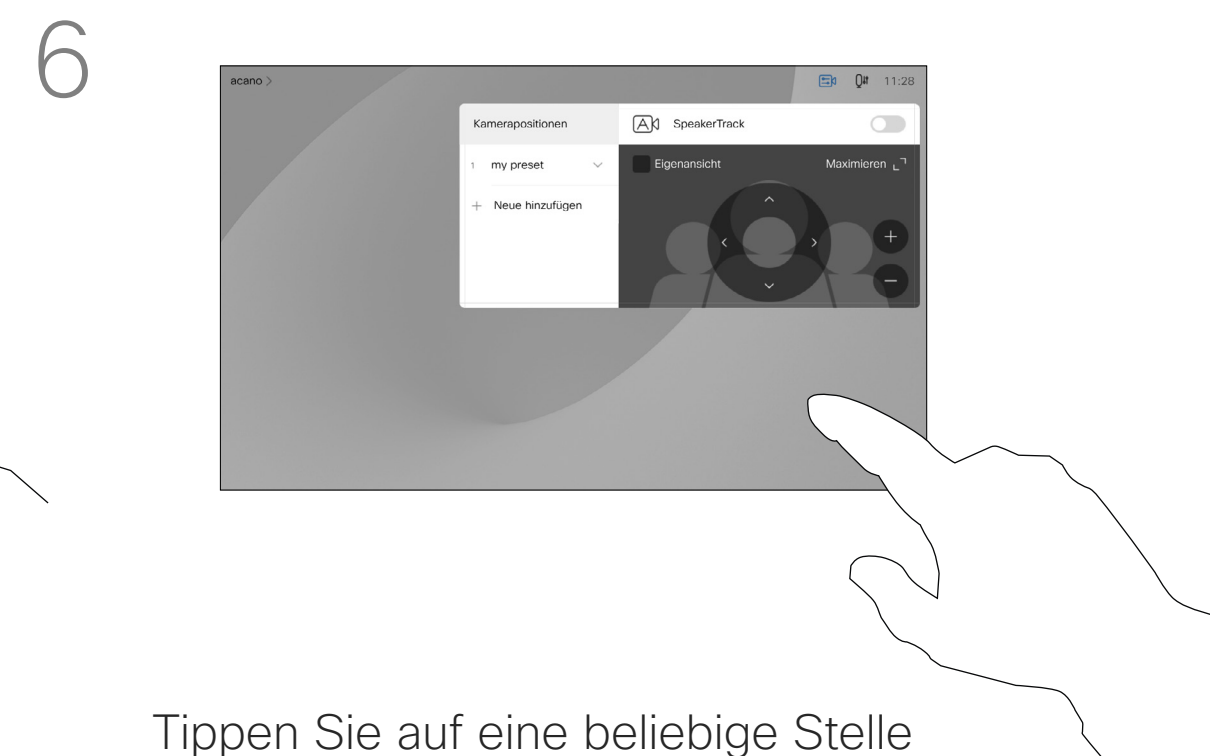 6
acano >
11:28
Kamerapositionen
SpeakerTrack
1 my preset
Eigenansicht
Maximieren
+ Neue hinzufügen
Tippen Sie auf eine beliebige Stelle